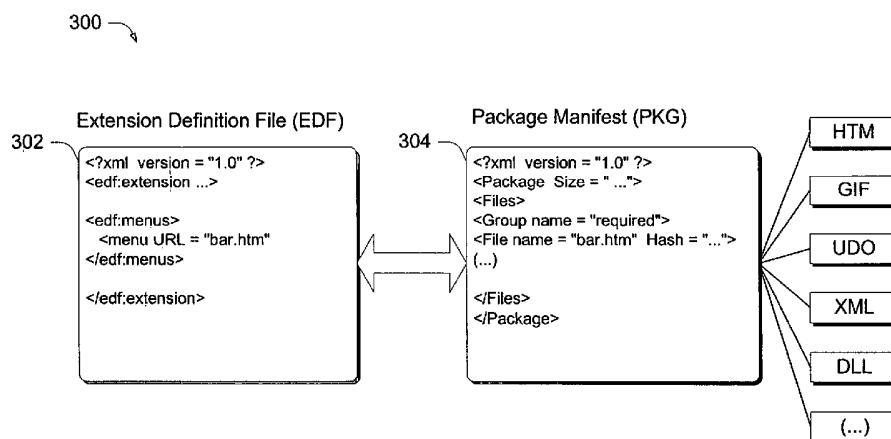 300
Extension Definition File (EDF)
302
<?xml version = "1.0" ?>
<edf:extension ...>
<edf:menus>
<menu URL = "bar.htm"
</edf:menus>
</edf:extension>
Package Manifest (PKG)
304
<?xml version = "1.0" ?>
<Package Size = " ...">
<Files>
<Group name = "required">
<File name = "bar.htm" Hash = "...">
(...)
</Files>
</Package>
HTM
GIF
UDO
XML
DLL
(...)